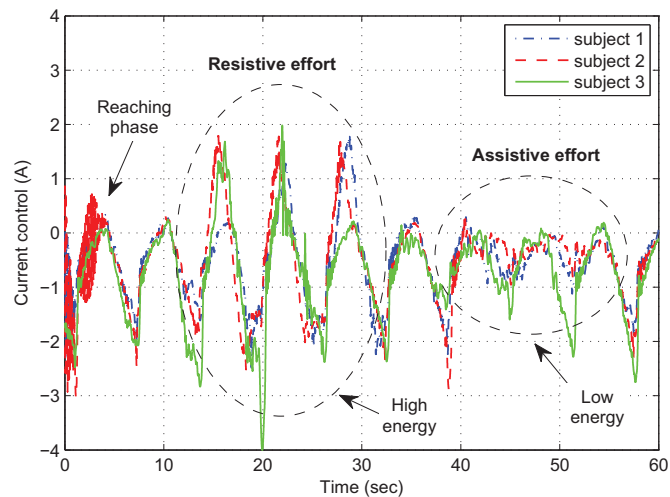 subject 1
subject 2
subject 3
Resistive effort
Reaching
phase
Assistive effort
High
energy
Low
energy
Current control (A)
4
3
2
1
0
−1
−2
−3
−4
0
10
20
30
40
50
60
Time (sec)